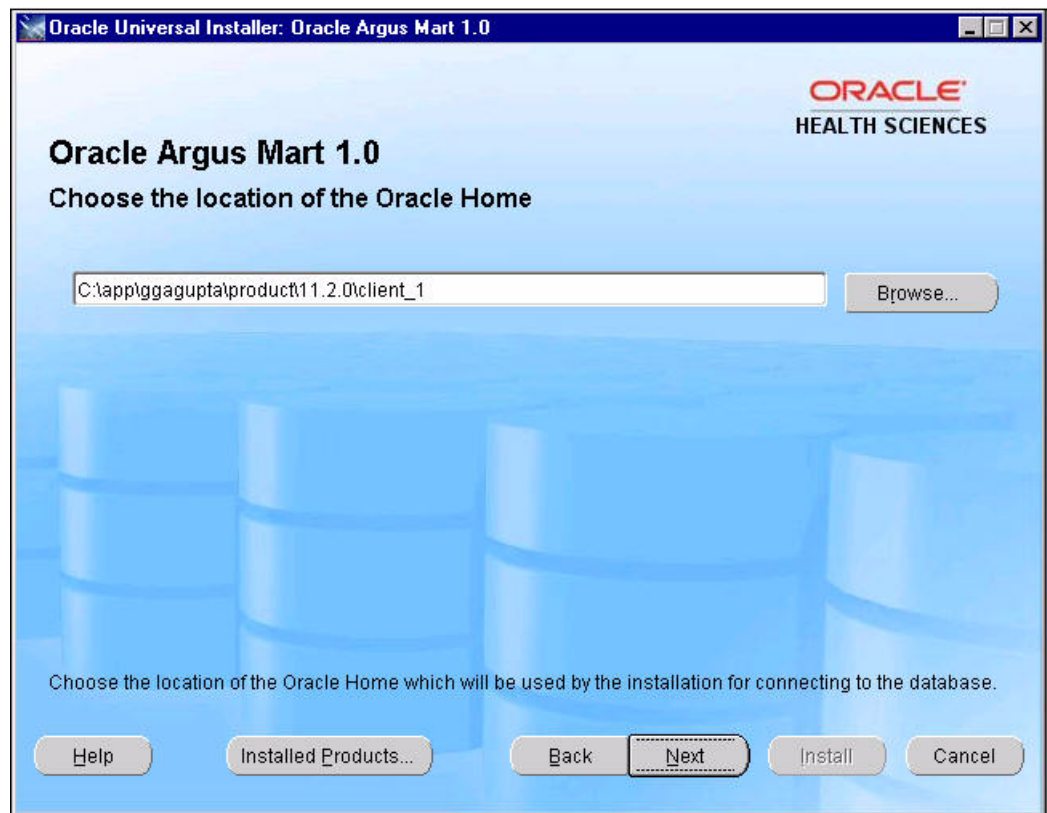 Oracle Universal Installer: Oracle Argus Mart 1.0
ORACLE
HEALTH SCIENCES
Oracle Argus Mart 1.0
Choose the location of the Oracle Home
C:\app\ggagupta\product\11.2.0\client_1
Browse...
Choose the location of the Oracle Home which will be used by the installation for connecting to the database.
Help
Installed Products...
Back
Next
Install
Cancel